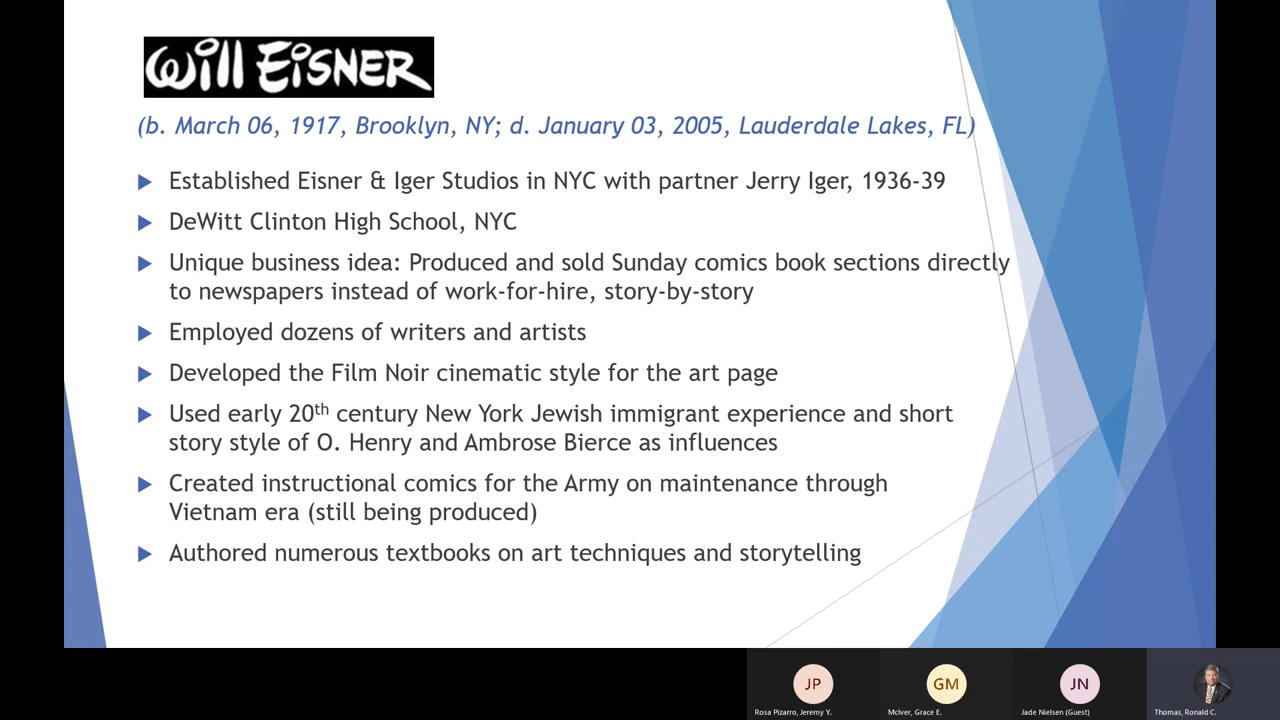 Will EISNER
(b. March 06, 1917, Brooklyn, NY; d. January 03, 2005, Lauderdale Lakes, FL)
Established Eisner & Iger Studios in NYC with partner Jerry Iger, 1936-39
DeWitt Clinton High School, NYC
Unique business idea: Produced and sold Sunday comics book sections directly
to newspapers instead of work-for-hire, story-by-story
Employed dozens of writers and artists
Developed the Film Noir cinematic style for the art page
Used early 20th century New York Jewish immigrant experience and short
story style of O. Henry and Ambrose Bierce as influences
Created instructional comics for the Army on maintenance through
Vietnam era (still being produced)
Authored numerous textbooks on art techniques and storytelling
JP
GM
JN
Rosa Pizarro, Jeremy Y.
McIver, Grace E.
Jade Nielsen (Guest)
Thomas, Ronald C.